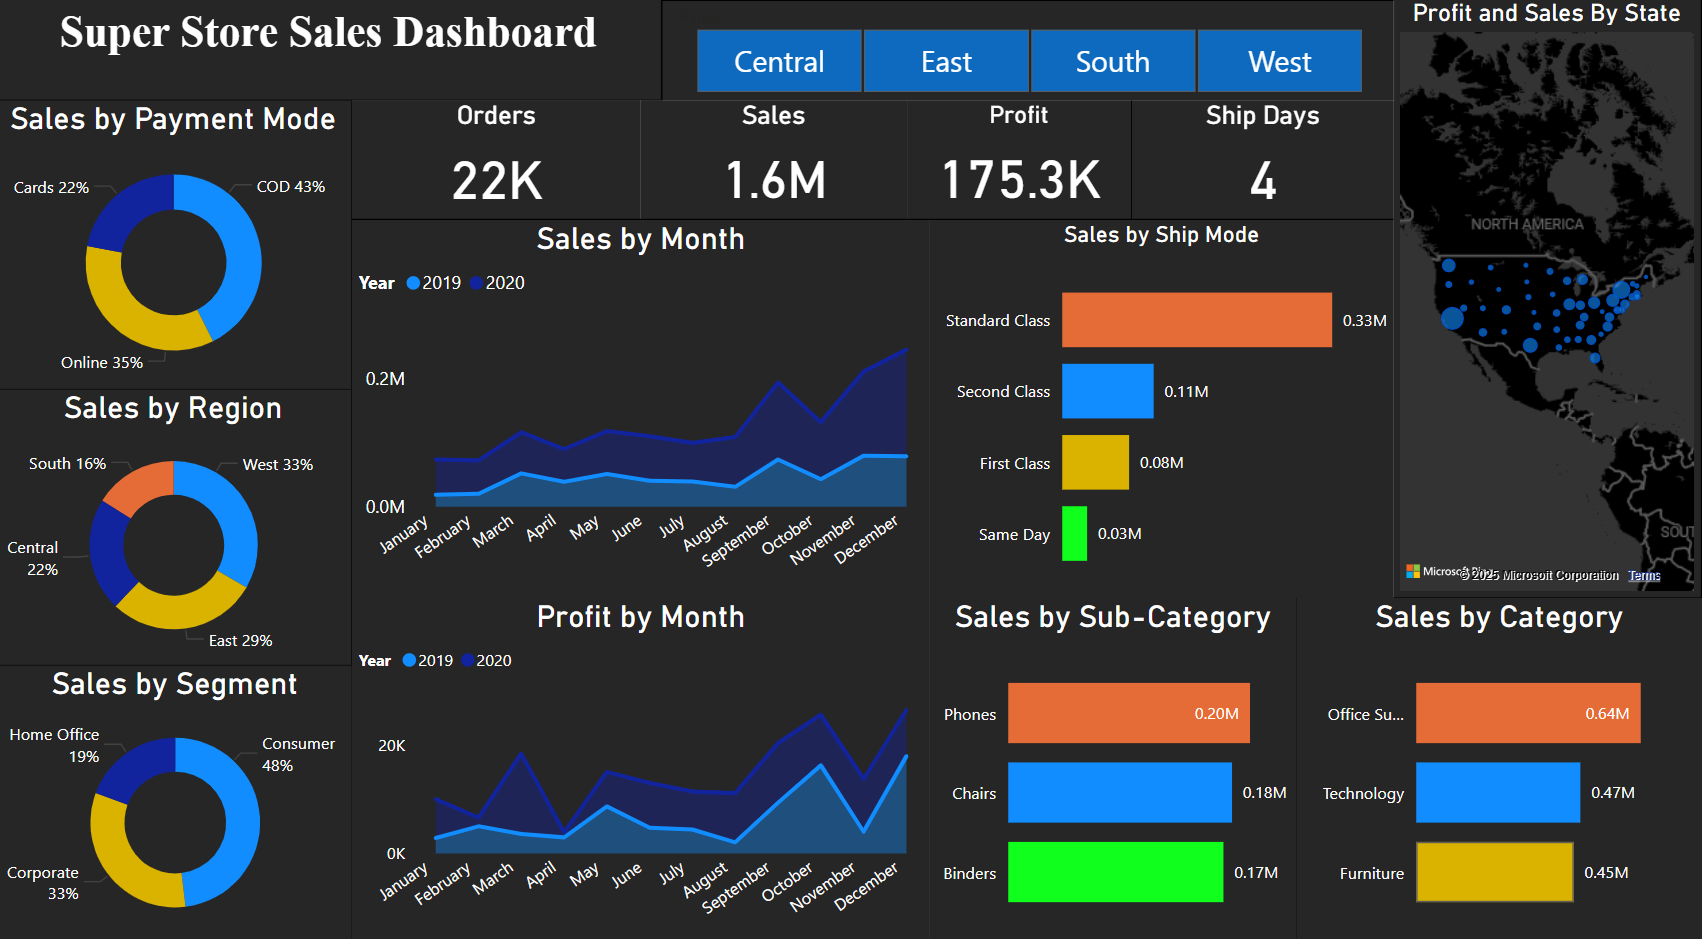 Super Store Sales Dashboard
Central
East
South
West
Profit and Sales By State
Sales by Payment Mode
Cards 22%
COD 43%
Online 35%
Orders
22K
Sales
1.6M
Profit
175.3K
Ship Days
4
Sales by Region
South 16%
West 33%
Central
22%
East 29%
Sales by Segment
Home Office
19%
Consumer
48%
Corporate
33%
Sales by Month
Year 2019 2020
0.2M
0.0M
January
February
March
April
May
June
July
August
September
October
November
December
Profit by Month
Year 2019 2020
20K
0K
January
February
March
April
May
June
July
August
September
October
November
December
Sales by Ship Mode
Standard Class 0.33M
Second Class 0.11M
First Class 0.08M
Same Day 0.03M
Sales by Sub-Category
Phones 0.20M
Chairs 0.18M
Binders 0.17M
Sales by Category
Office Su... 0.64M
Technology 0.47M
Furniture 0.45M
NORTH AMERICA
SOUT
© 2025 Microsoft Corporation Terms